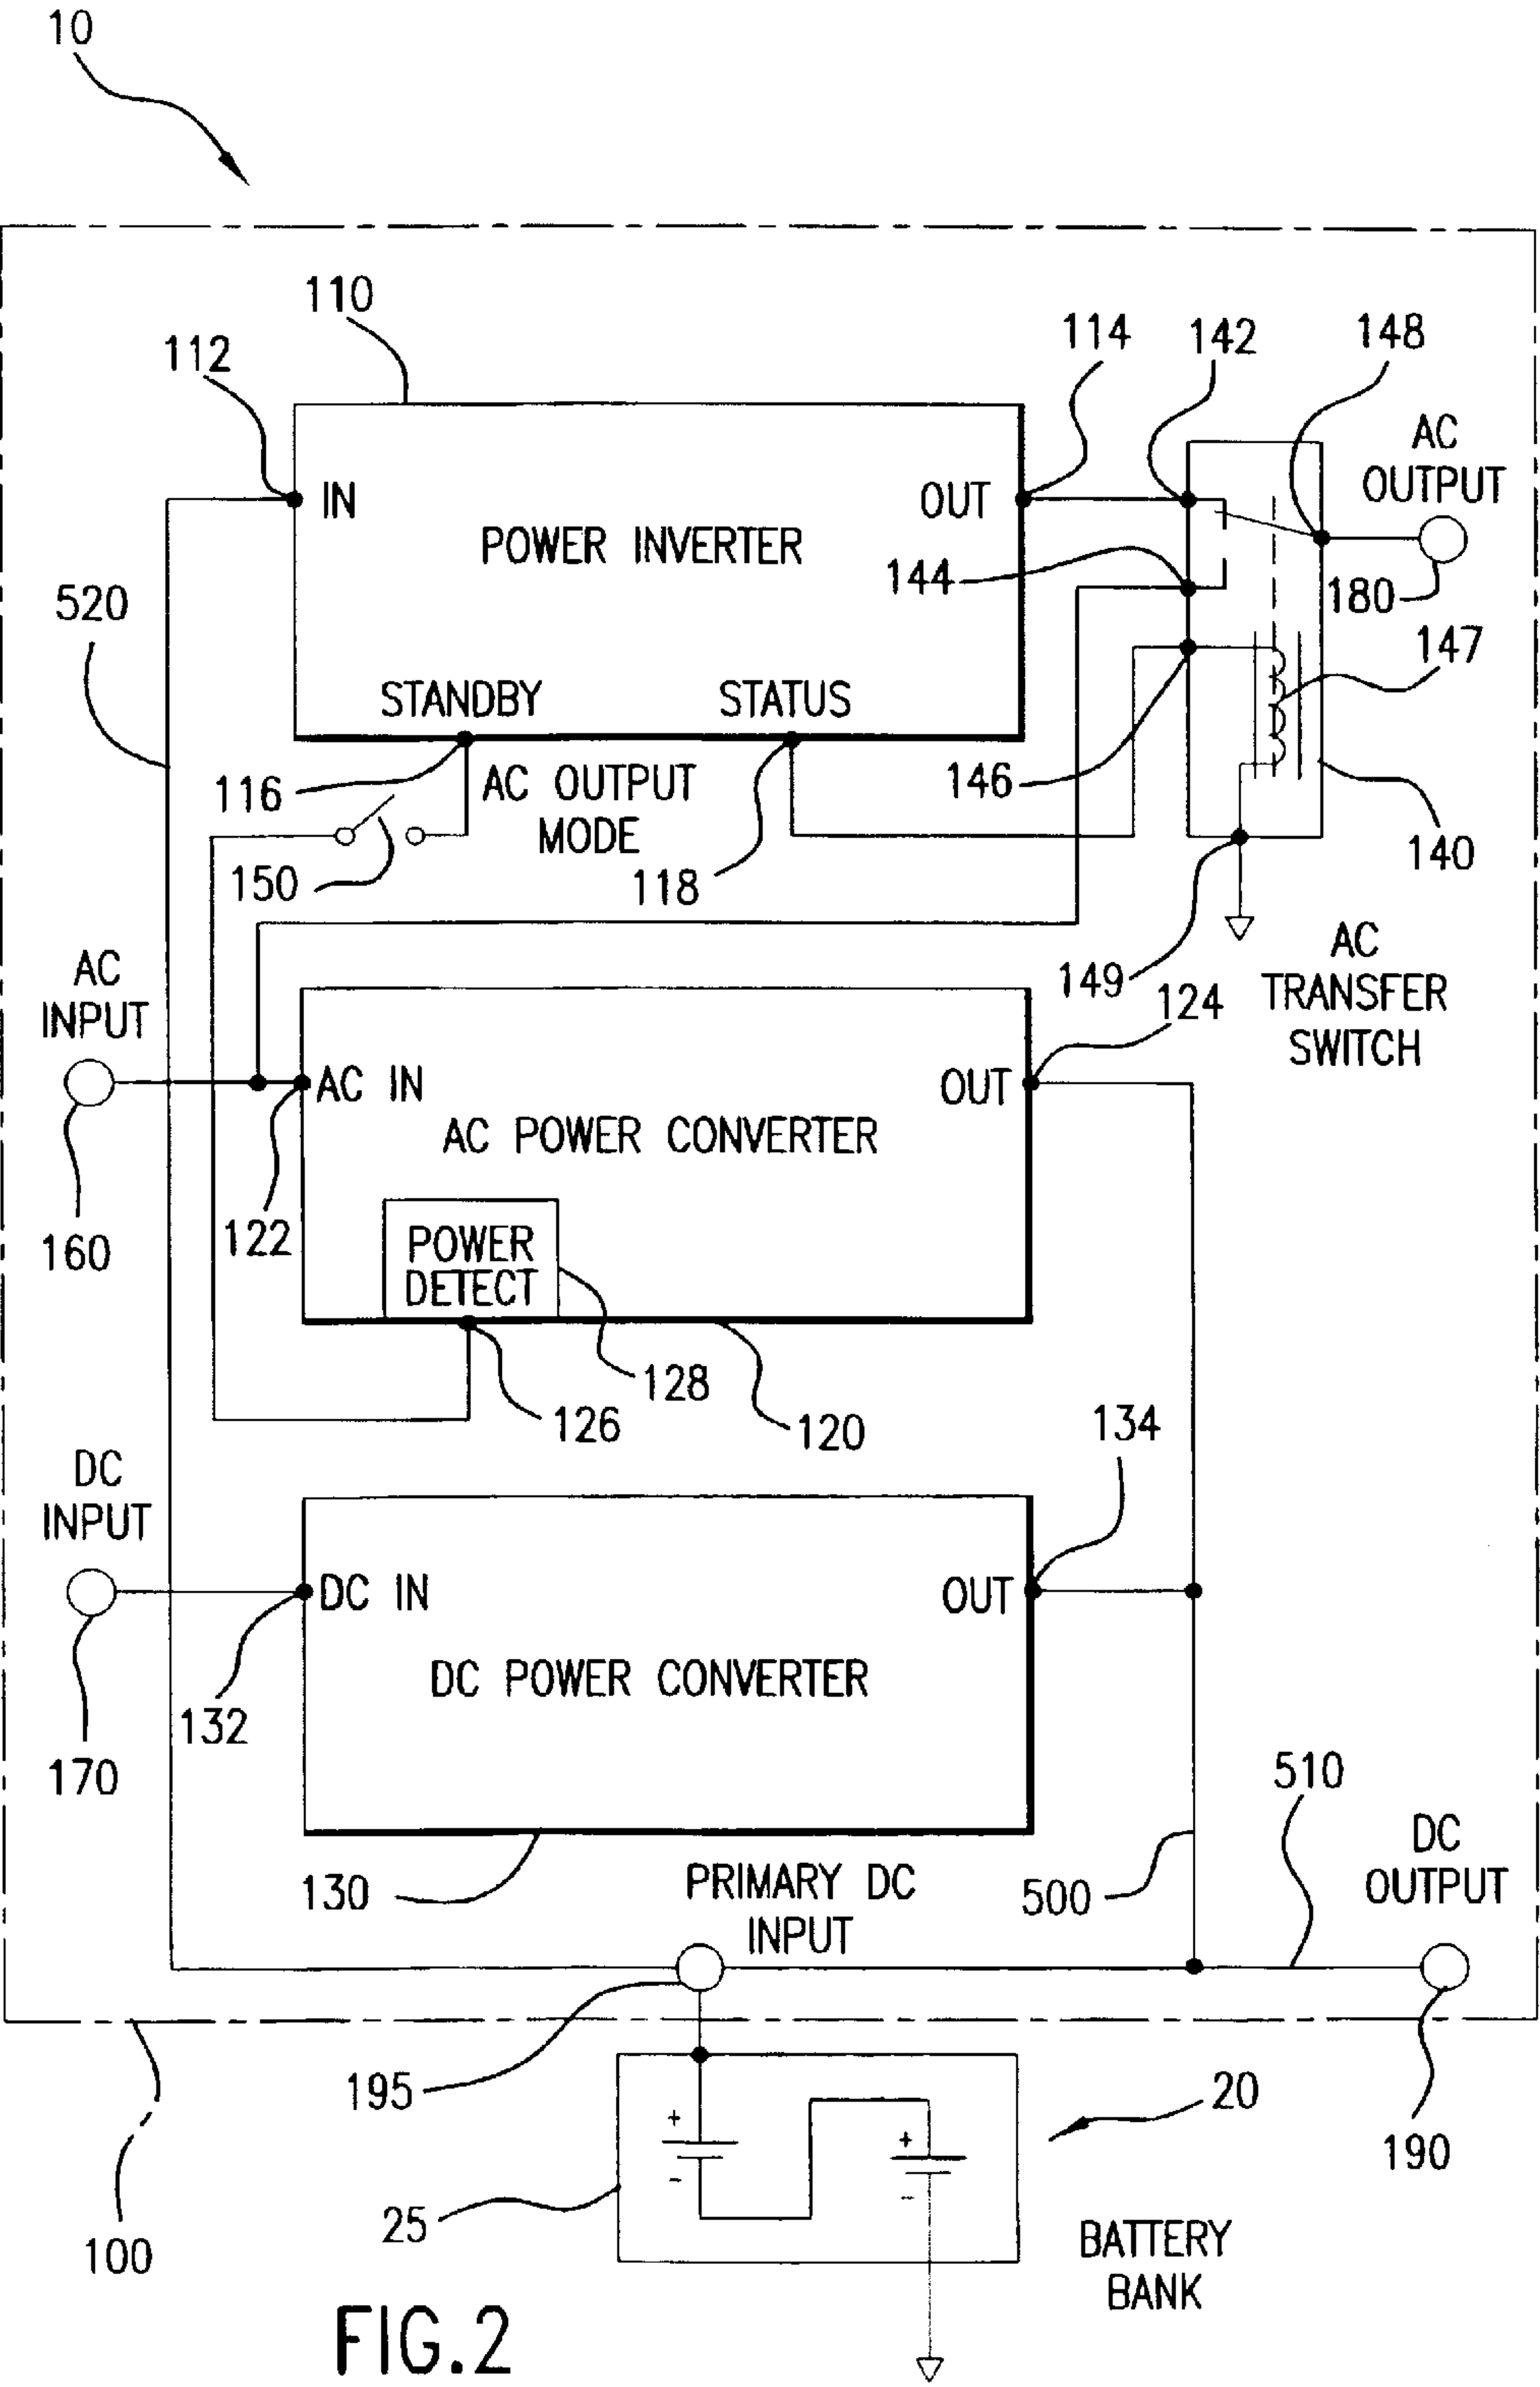 10
110
112
114
142
148
AC
OUTPUT
IN
OUT
POWER INVERTER
144
180
520
147
STANDBY
STATUS
116
AC OUTPUT
MODE
146
150
118
140
AC
INPUT
149
124
AC
TRANSFER
SWITCH
AC IN
OUT
AC POWER CONVERTER
160
122
POWER
DETECT
128
126
120
134
DC
INPUT
DC IN
OUT
DC POWER CONVERTER
132
170
510
130
PRIMARY DC
INPUT
500
DC
OUTPUT
195
20
190
+
-
+
-
25
100
BATTERY
BANK
FIG.2